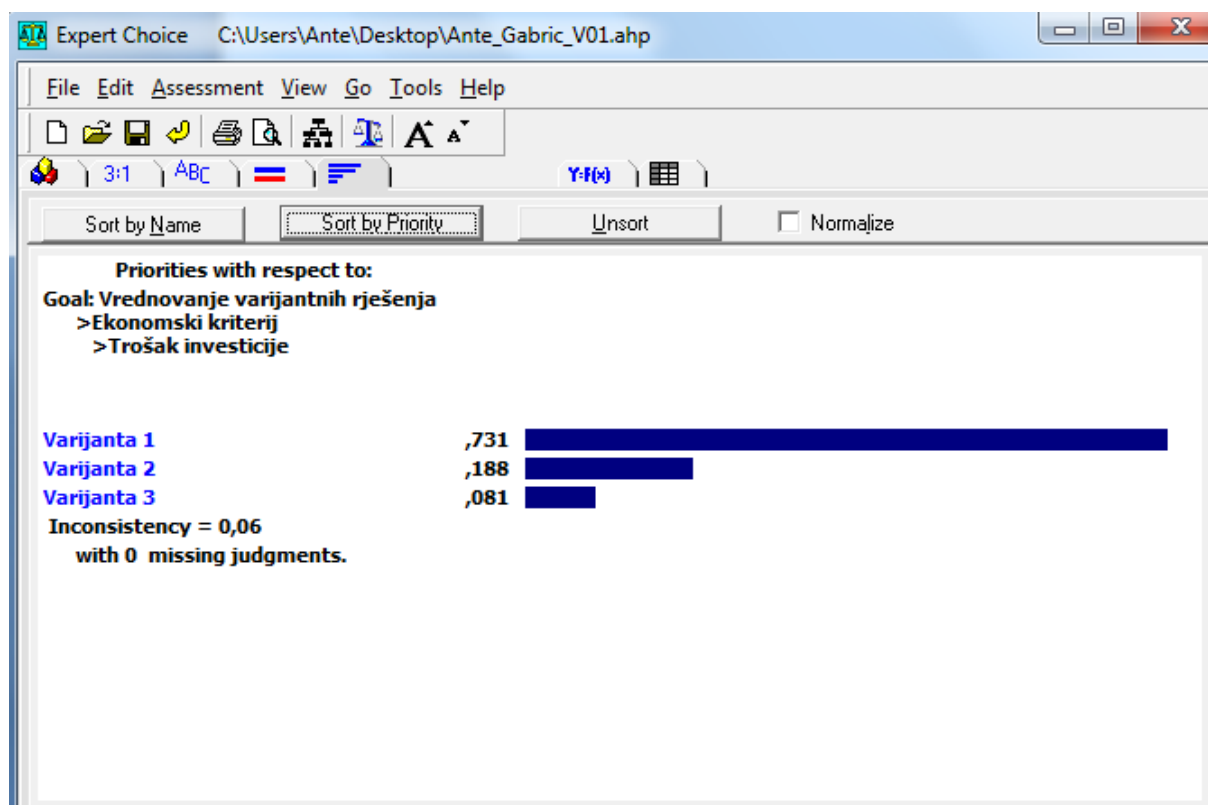 Expert Choice C:\Users\Ante\Desktop\Ante_Gabric_V01.ahp
File Edit Assessment View Go Tools Help
A A
3:1 ABC Y=F(x)
Sort by Name Sort by Priority Unsort Normalize
Priorities with respect to:
Goal: Vrednovanje varijantnih rješenja
>Ekonomski kriterij
>Trošak investicije
Varijanta 1 ,731
Varijanta 2 ,188
Varijanta 3 ,081
Inconsistency = 0,06
with 0 missing judgments.